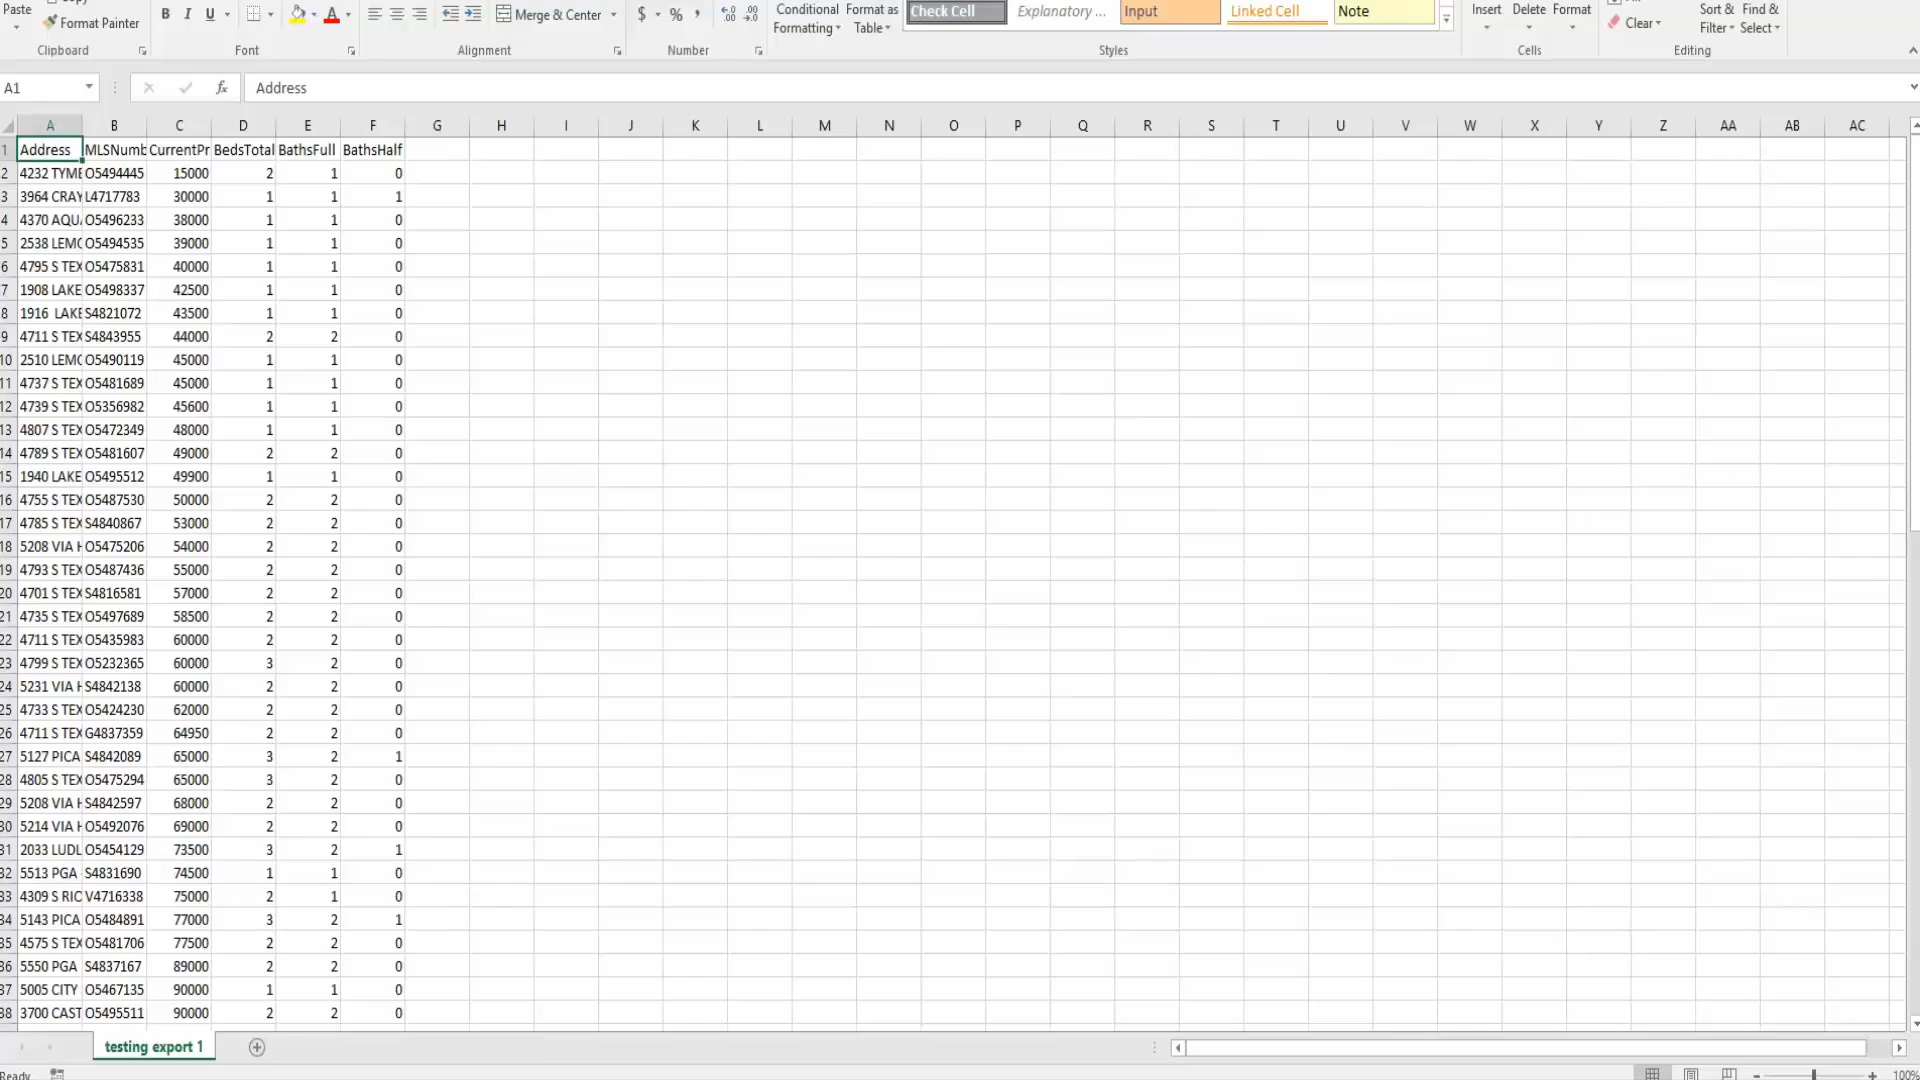 Paste
Format Painter
B I U A
Merge & Center
$ % ,
Conditional Formatting
Format as Table
Check Cell Explanatory ... Input Linked Cell Note
Insert Delete Format
Clear
Sort & Filter
Find & Select
Clipboard Font Alignment Number Styles Cells Editing
A1 fx Address
A B C D E F G H I J K L M N O P Q R S T U V W X Y Z AA AB AC
1 Address MLSNumb CurrentPr BedsTotal BathsFull BathsHalf
2 4232 TYME O5494445 15000 2 1 0
3 3964 CRAY L4717783 30000 1 1 1
4 4370 AQUA O5496233 38000 1 1 0
5 2538 LEMO O5494535 39000 1 1 0
6 4795 S TEX O5475831 40000 1 1 0
7 1908 LAKE O5498337 42500 1 1 0
8 1916 LAKE S4821072 43500 1 1 0
9 4711 S TEX S4843955 44000 2 2 0
10 2510 LEMO O5490119 45000 1 1 0
11 4737 S TEX O5481689 45000 1 1 0
12 4739 S TEX O5356982 45600 1 1 0
13 4807 S TEX O5472349 48000 1 1 0
14 4789 S TEX O5481607 49000 2 2 0
15 1940 LAKE O5495512 49900 1 1 0
16 4755 S TEX O5487530 50000 2 2 0
17 4785 S TEX S4840867 53000 2 2 0
18 5208 VIA H O5475206 54000 2 2 0
19 4793 S TEX O5487436 55000 2 2 0
20 4701 S TEX S4816581 57000 2 2 0
21 4735 S TEX O5497689 58500 2 2 0
22 4711 S TEX O5435983 60000 2 2 0
23 4799 S TEX O5232365 60000 3 2 0
24 5231 VIA H S4842138 60000 2 2 0
25 4733 S TEX O5424230 62000 2 2 0
26 4711 S TEX G4837359 64950 2 2 0
27 5127 PICA S4842089 65000 3 2 1
28 4805 S TEX O5475294 65000 3 2 0
29 5208 VIA H S4842597 68000 2 2 0
30 5214 VIA H O5492076 69000 2 2 0
31 2033 LUDL O5454129 73500 3 2 1
32 5513 PGA S4831690 74500 1 1 0
33 4309 S RIO V4716338 75000 2 1 0
34 5143 PICA O5484891 77000 3 2 1
35 4575 S TEX O5481706 77500 2 2 0
36 5550 PGA S4837167 89000 2 2 0
37 5005 CITY O5467135 90000 1 1 0
38 3700 CAST O5495511 90000 2 2 0
testing export 1
Ready 100%